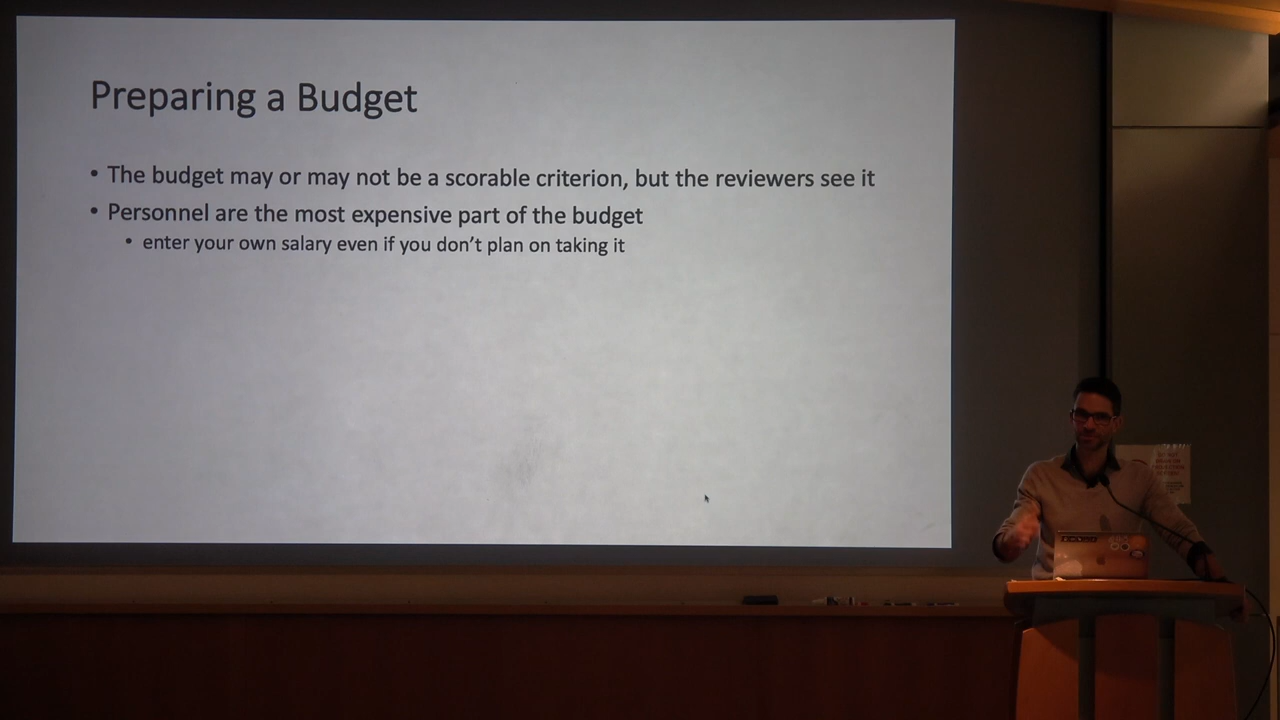 Preparing a Budget
• The budget may or may not be a scorable criterion, but the reviewers see it
• Personnel are the most expensive part of the budget
• enter your own salary even if you don’t plan on taking it